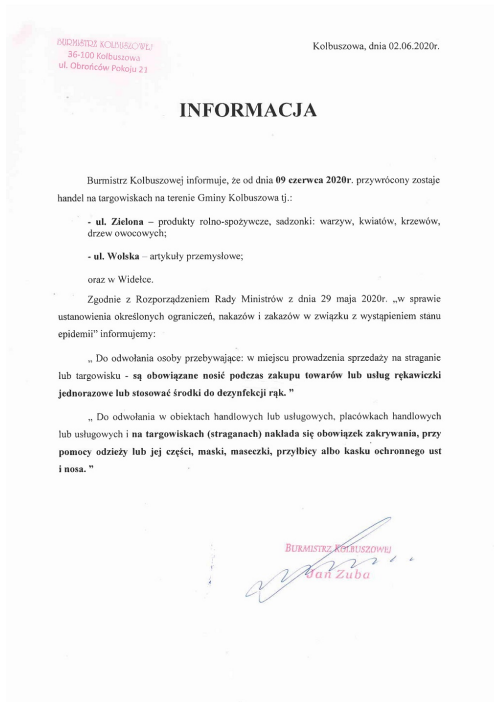 BURMISTRZ KOLBUSZOWEJ
36-100 Kolbuszowa
ul. Obrońców Pokoju 21
Kolbuszowa, dnia 02.06.2020r.
INFORMACJA
Burmistrz Kolbuszowej informuje, że od dnia 09 czerwca 2020r. przywrócony zostaje
handel na targowiskach na terenie Gminy Kolbuszowa tj.:
- ul. Zielona – produkty rolno-spożywcze, sadzonki: warzyw, kwiatów, krzewów,
drzew owocowych;
- ul. Wolska – artykuły przemysłowe;
oraz w Widełce.
Zgodnie z Rozporządzeniem Rady Ministrów z dnia 29 maja 2020r. „w sprawie
ustanowienia określonych ograniczeń, nakazów i zakazów w związku z wystąpieniem stanu
epidemii” informujemy:
„ Do odwołania osoby przebywające: w miejscu prowadzenia sprzedaży na straganie
lub targowisku - są obowiązane nosić podczas zakupu towarów lub usług rękawiczki
jednorazowe lub stosować środki do dezynfekcji rąk. ”
„ Do odwołania w obiektach handlowych lub usługowych, placówkach handlowych
lub usługowych i na targowiskach (straganach) nakłada się obowiązek zakrywania, przy
pomocy odzieży lub jej części, maski, maseczki, przyłbicy albo kasku ochronnego ust
i nosa. ”
BURMISTRZ KOLBUSZOWEJ
Jan Zuba